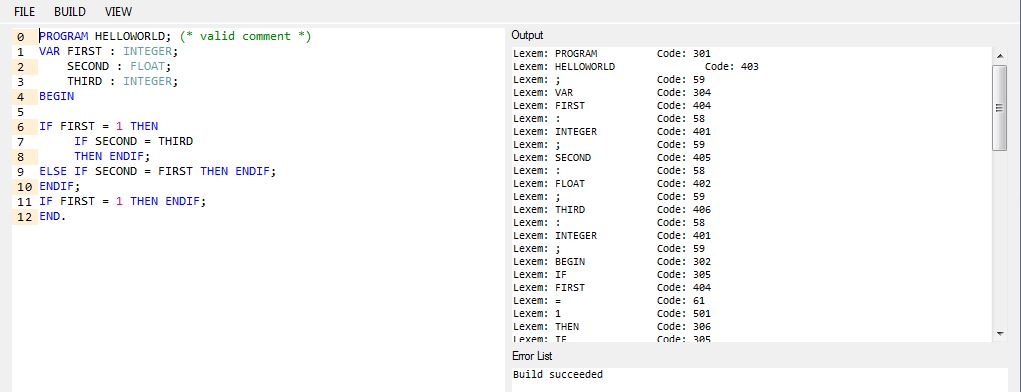 FILE BUILD VIEW
0 PROGRAM HELLOWORLD; (* valid comment *)
1 VAR FIRST : INTEGER;
2 SECOND : FLOAT;
3 THIRD : INTEGER;
4 BEGIN
5
6 IF FIRST = 1 THEN
7 IF SECOND = THIRD
8 THEN ENDIF;
9 ELSE IF SECOND = FIRST THEN ENDIF;
10 ENDIF;
11 IF FIRST = 1 THEN ENDIF;
12 END.
Output
Lexem: PROGRAM Code: 301
Lexem: HELLOWORLD Code: 403
Lexem: ; Code: 59
Lexem: VAR Code: 304
Lexem: FIRST Code: 404
Lexem: : Code: 58
Lexem: INTEGER Code: 401
Lexem: ; Code: 59
Lexem: SECOND Code: 405
Lexem: : Code: 58
Lexem: FLOAT Code: 402
Lexem: ; Code: 59
Lexem: THIRD Code: 406
Lexem: : Code: 58
Lexem: INTEGER Code: 401
Lexem: ; Code: 59
Lexem: BEGIN Code: 302
Lexem: IF Code: 305
Lexem: FIRST Code: 404
Lexem: = Code: 61
Lexem: 1 Code: 501
Lexem: THEN Code: 306
Lexem: IF Code: 305
Error List
Build succeeded